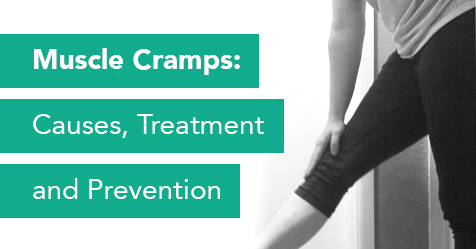 Muscle Cramps:
Causes, Treatment
and Prevention